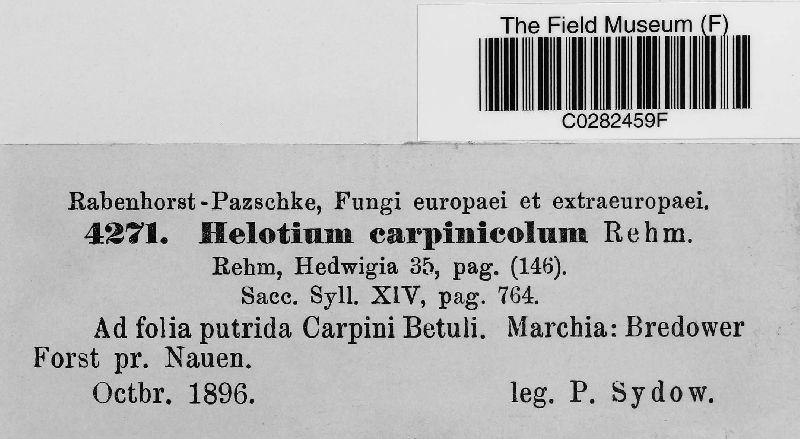 The Field Museum (F)
C0282459F
Rabenhorst-Pazschke, Fungi europaei et extraeuropaei.
4271. Helotium carpinicolum Rehm.
Rehm, Hedwigia 35, pag. (146).
Sacc. Syll. XIV, pag. 764.
Ad folia putrida Carpini Betuli. Marchia: Bredower
Forst pr. Nauen.
Octbr. 1896. leg. P. Sydow.